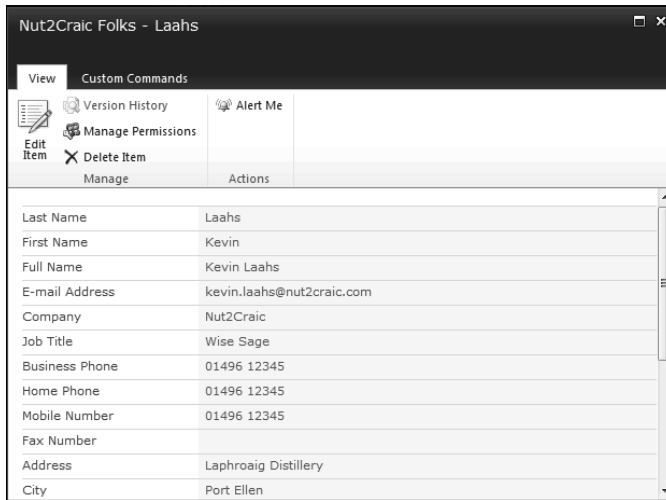 Nut2Craic Folks - Laahs
View Custom Commands
Edit Item
Version History
Manage Permissions
Delete Item
Manage
Alert Me
Actions
Last Name Laahs
First Name Kevin
Full Name Kevin Laahs
E-mail Address kevin.laahs@nut2craic.com
Company Nut2Craic
Job Title Wise Sage
Business Phone 01496 12345
Home Phone 01496 12345
Mobile Number 01496 12345
Fax Number
Address Laphroaig Distillery
City Port Ellen